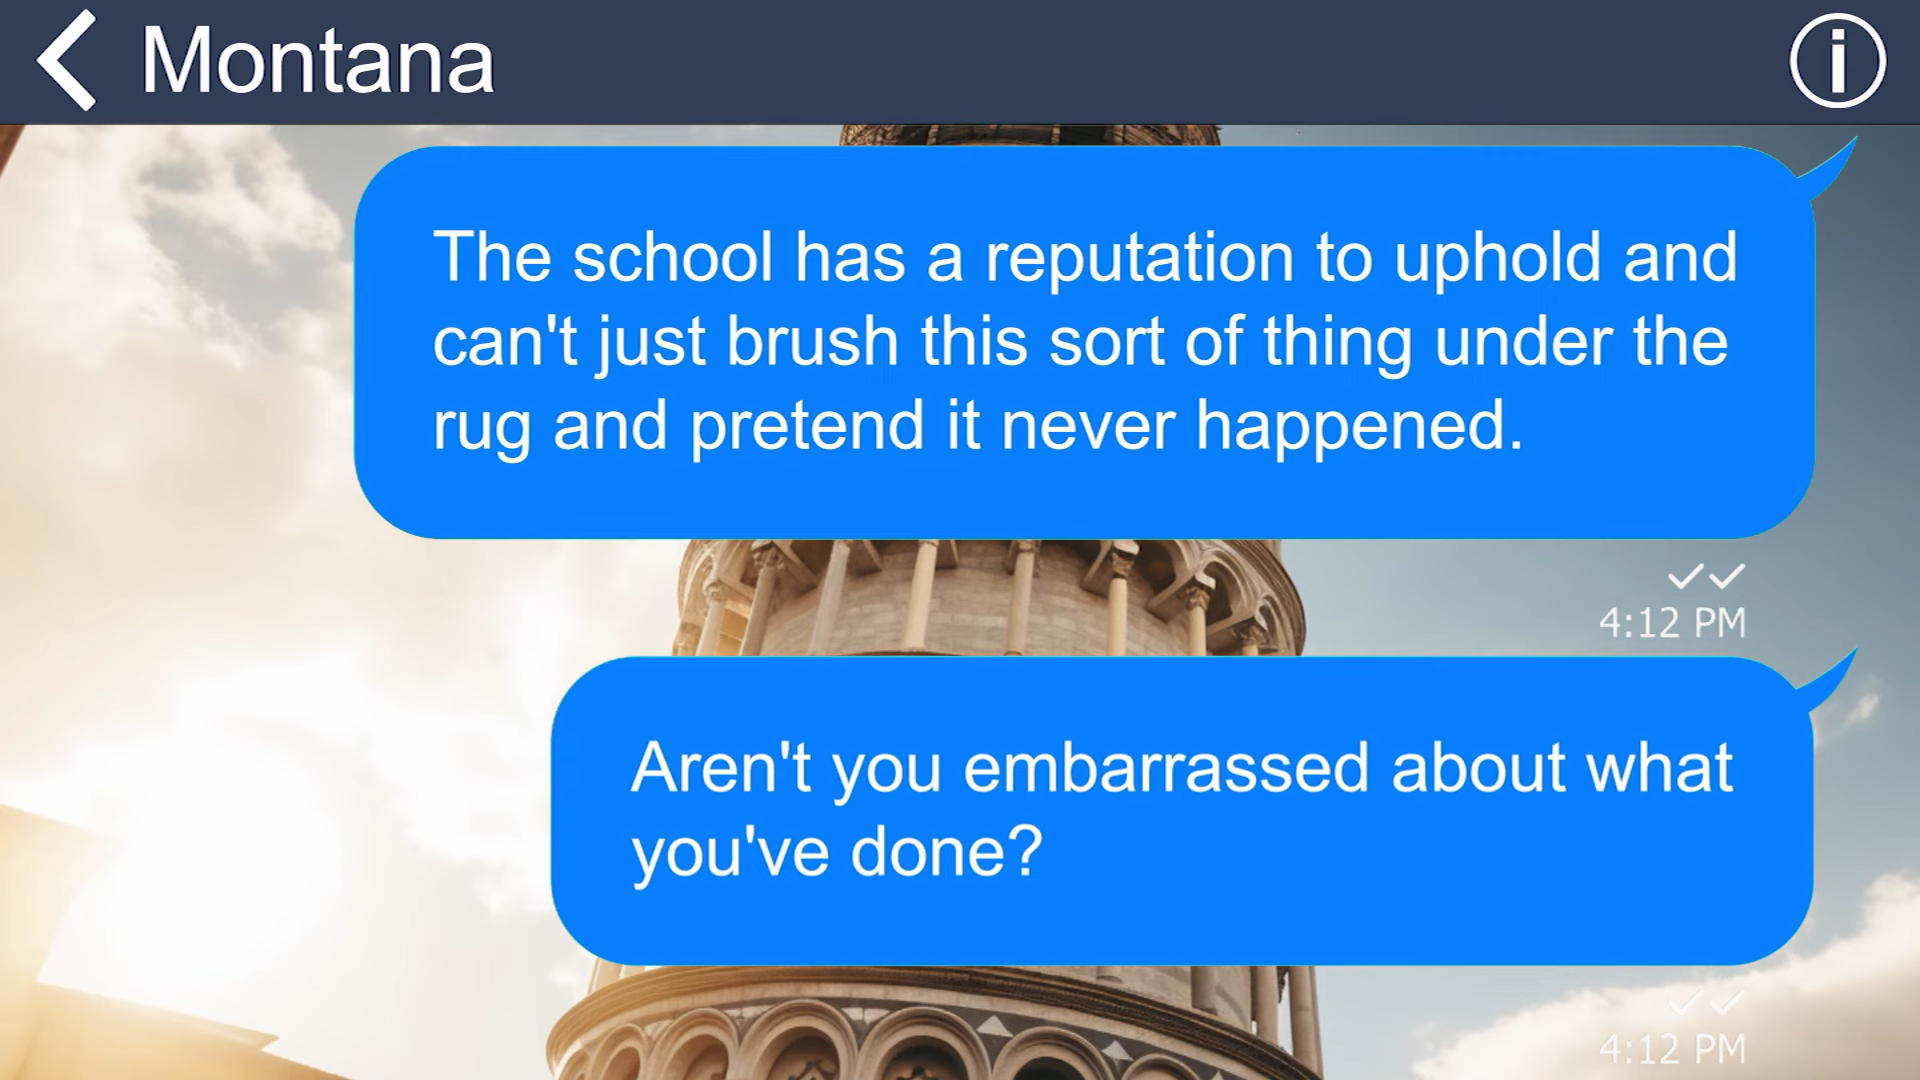 Montana
The school has a reputation to uphold and
can't just brush this sort of thing under the
rug and pretend it never happened.
4:12 PM
Aren't you embarrassed about what
you've done?
4:12 PM